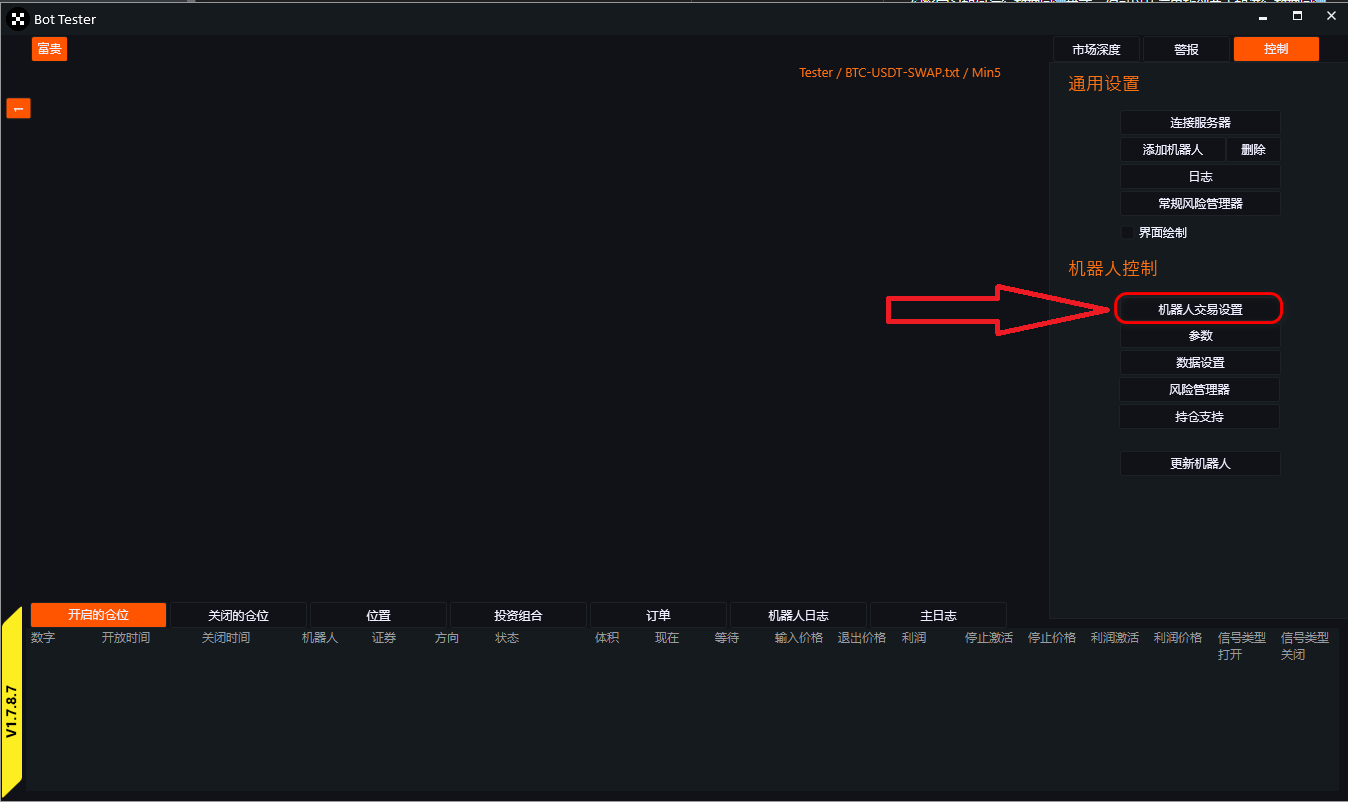 Bot Tester
富贵
市场深度
警报
控制
Tester / BTC-USDT-SWAP.txt / Min5
通用设置
1
连接服务器
添加机器人
删除
日志
常规风险管理器
界面绘制
机器人控制
机器人交易设置
参数
数据设置
风险管理器
持仓支持
更新机器人
开启的仓位
关闭的仓位
位置
投资组合
订单
机器人日志
主日志
数字
开放时间
关闭时间
机器人
证券
方向
状态
体积
现在
等待
输入价格
退出价格
利润
停止激活
停止价格
利润激活
利润价格
信号类型
打开
信号类型
关闭
V1.7.8.7